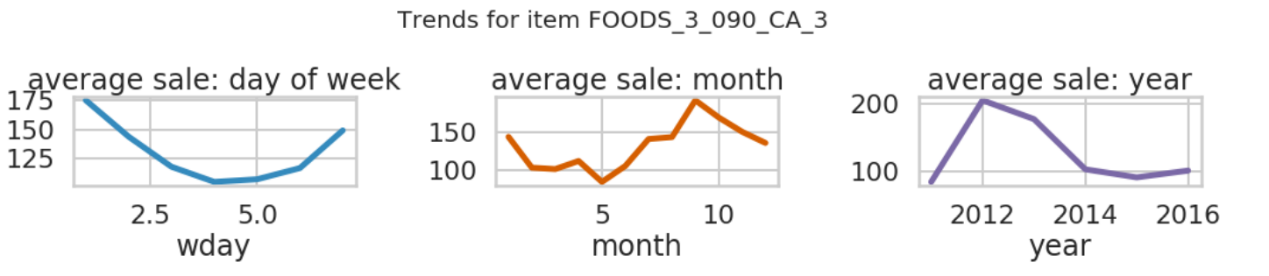 Trends for item FOODS_3_090_CA_3
average sale: day of week
175
150
125
2.5 5.0
wday
average sale: month
150
100
5 10
month
average sale: year
200
100
2012 2014 2016
year